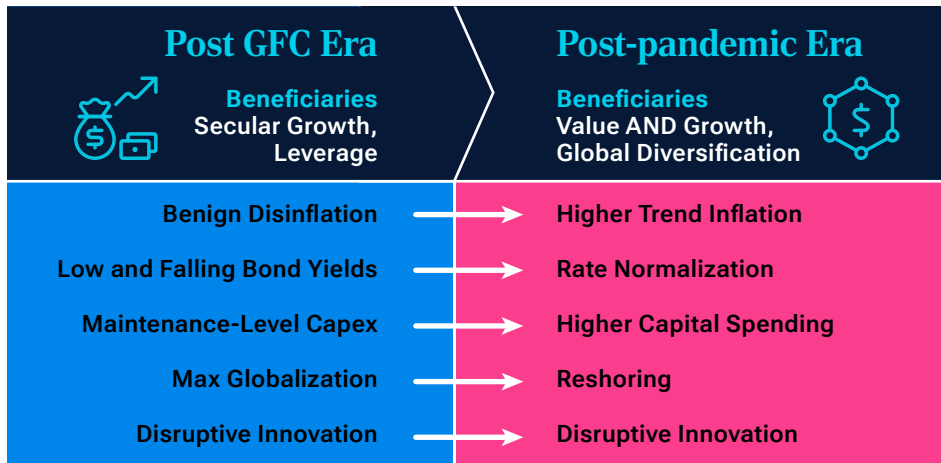 Post GFC Era
Beneficiaries
Secular Growth,
Leverage
$
Post-pandemic Era
Beneficiaries
Value AND Growth,
Global Diversification
$
Benign Disinflation
Higher Trend Inflation
Low and Falling Bond Yields
Rate Normalization
Maintenance-Level Capex
Higher Capital Spending
Max Globalization
Reshoring
Disruptive Innovation
Disruptive Innovation